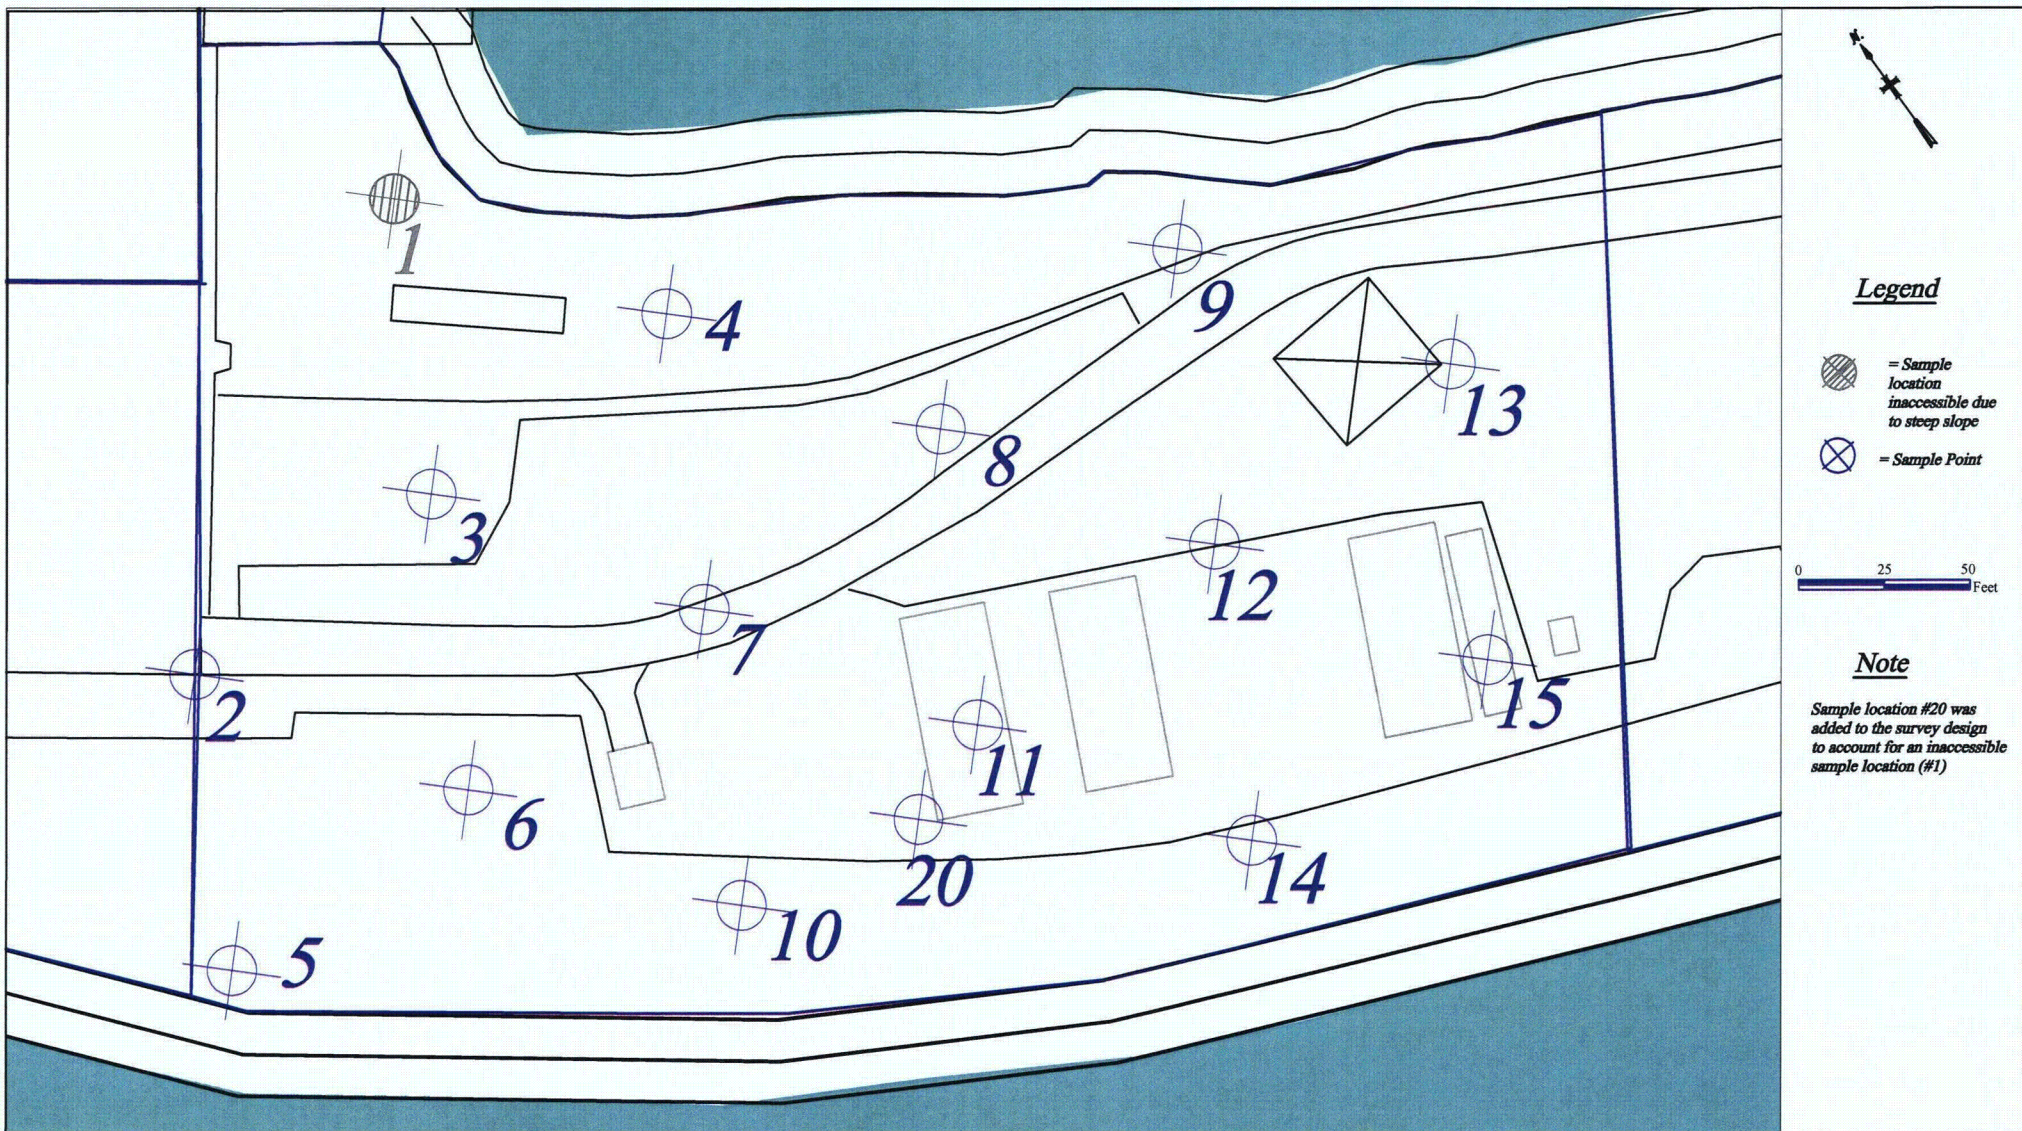 N.
1
4
9
13
8
3
12
7
15
2
11
6
20
14
10
5
Legend
= Sample
location
inaccessible due
to steep slope
= Sample Point
0 25 50
Feet
Note
Sample location #20 was
added to the survey design
to account for an inaccessible
sample location (#1)